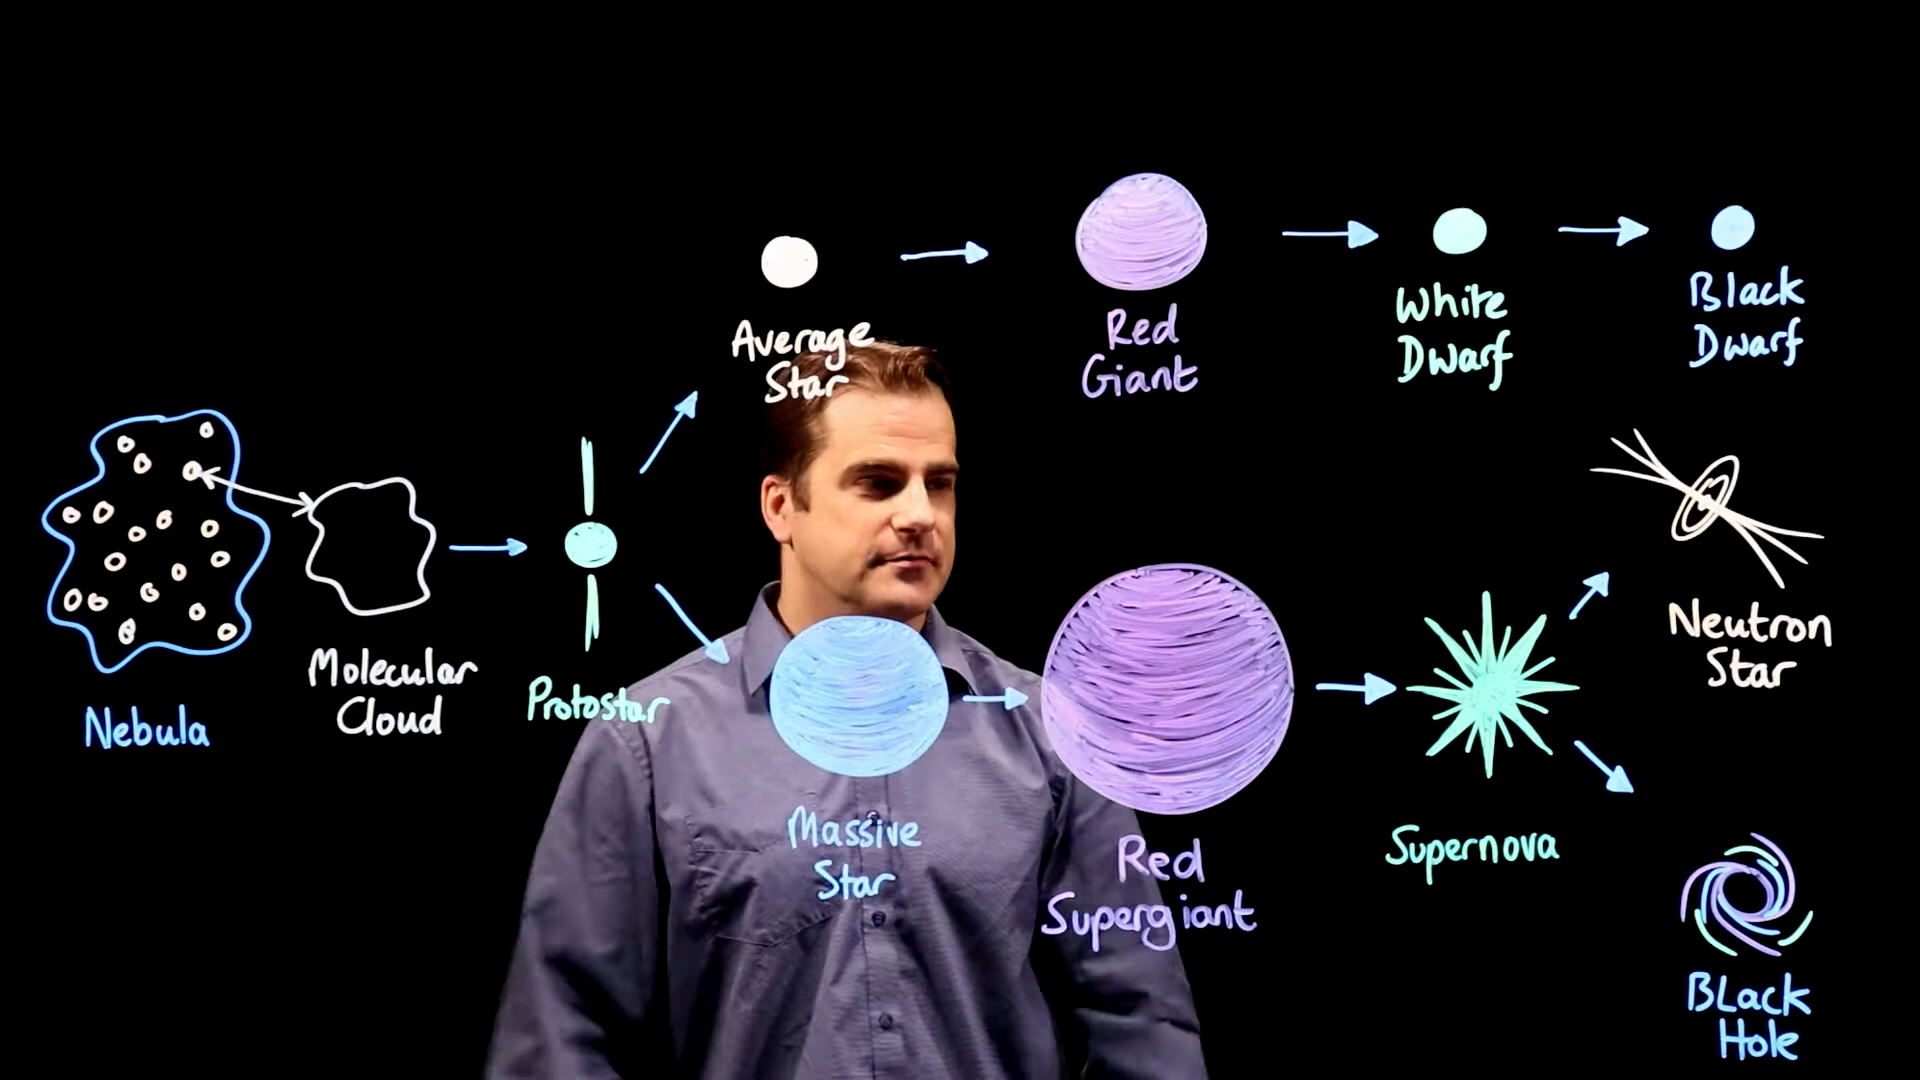 Nebula
Molecular
Cloud
Protostar
Average
Star
Red
Giant
White
Dwarf
Black
Dwarf
Massive
Star
Red
Supergiant
Supernova
Neutron
Star
BLack
Hole